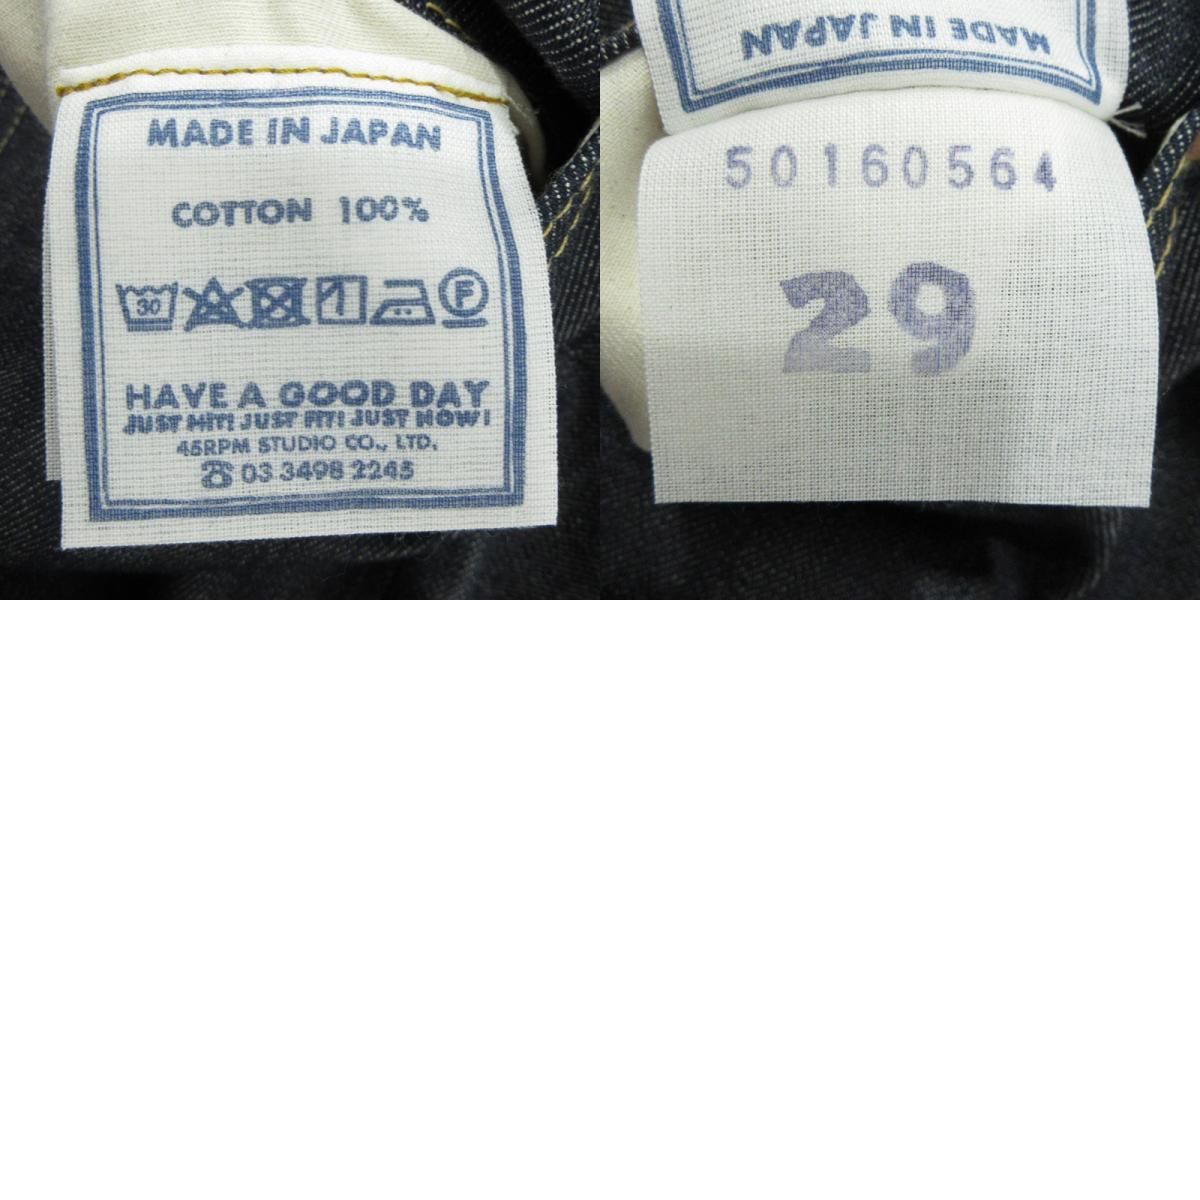 MADE IN JAPAN
COTTON 100%
30 F
HAVE A GOOD DAY
JUST HIT! JUST FIT! JUST NOW!
45RPM STUDIO CO., LTD.
☎ 03 3498 2245
MADE IN JAPAN
50160564
29